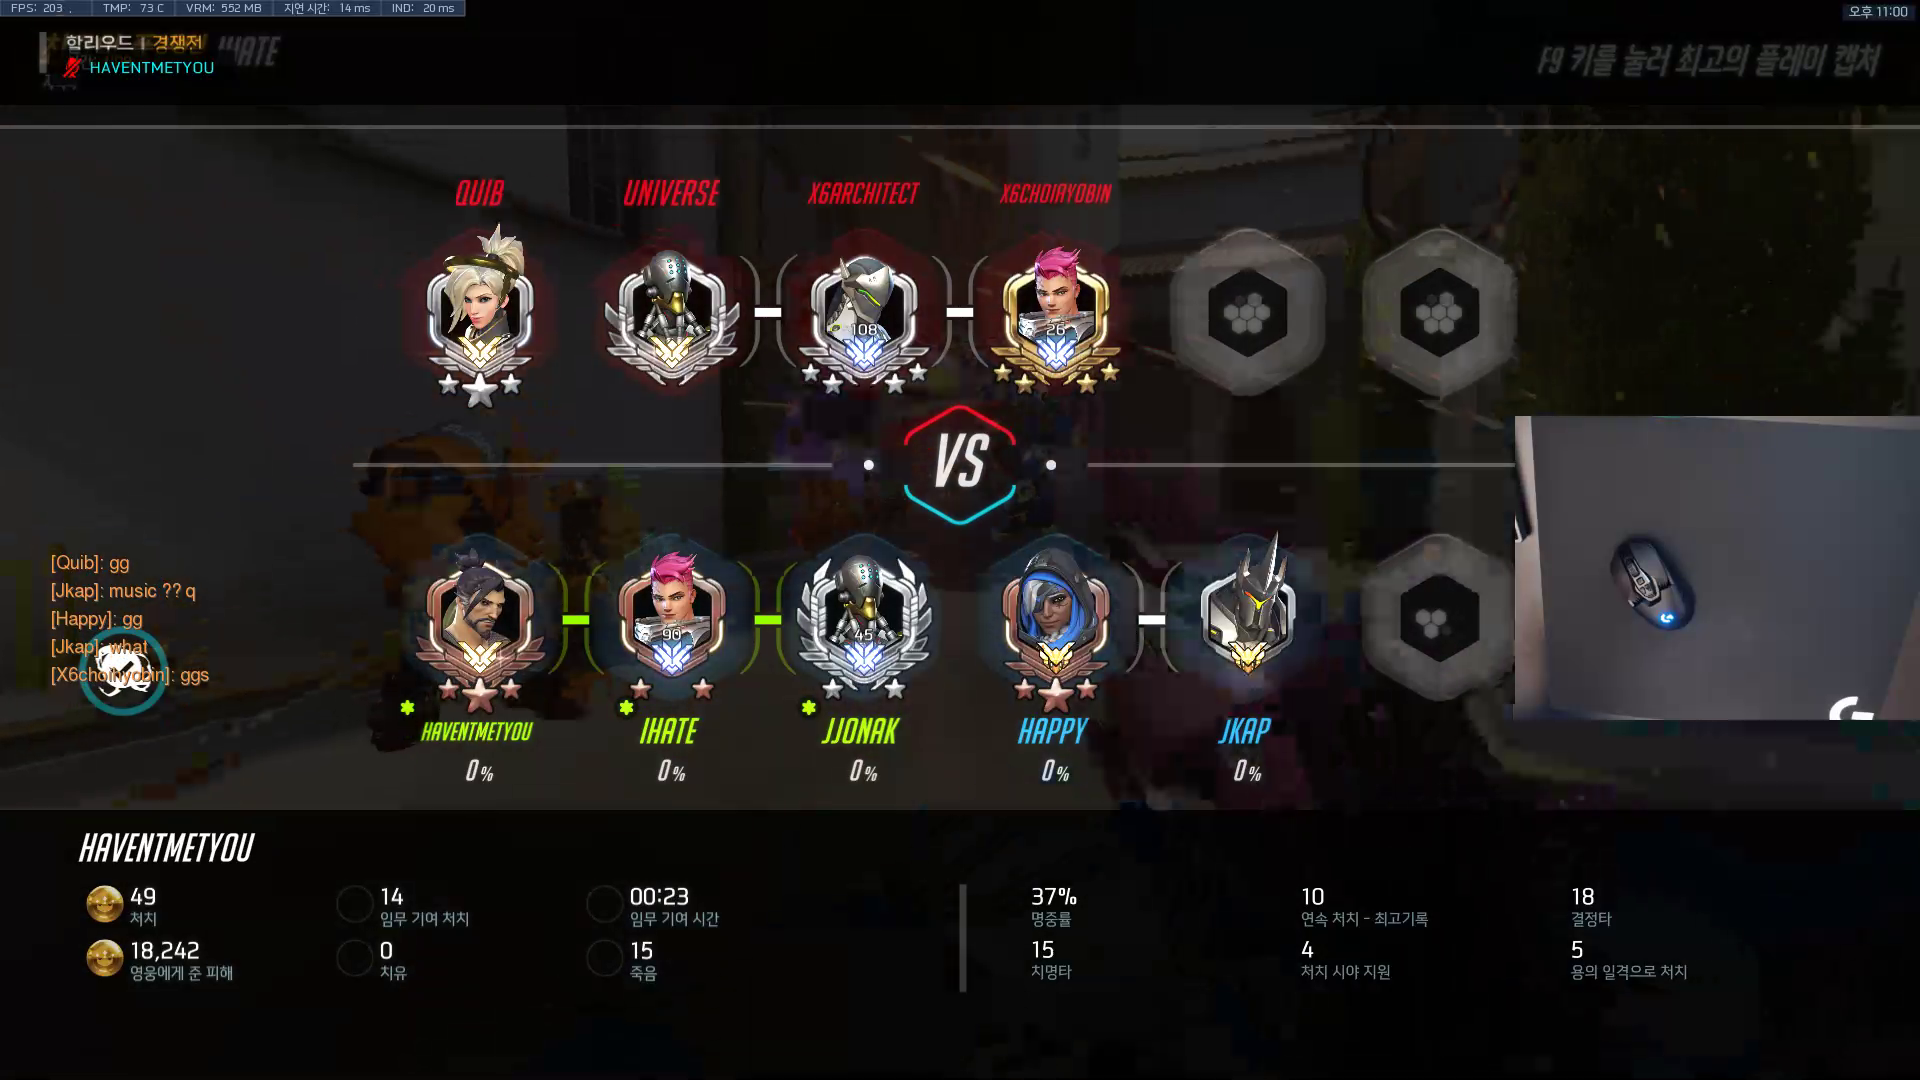 FPS: 203 . TMP: 73 C VRM: 552 MB 지연 시간: 14 ms IND: 20 ms
오후 11:00
할리우드 | 경쟁전
HAVENTMETYOU
F9 키를 눌러 최고의 플레이 캡처
QUIB UNIVERSE X6ARCHITECT X6CHOIHYOBIN
108 26
VS
[Quib]: gg
[Jkap]: music ?? q
[Happy]: gg
[Jkap]: what
[X6choihyobin]: ggs
90 45
HAVENTMETYOU IHATE JJONAK HAPPY JKAP
0% 0% 0% 0% 0%
HAVENTMETYOU
49 14 00:23 37% 10 18
처치 임무 기여 처치 임무 기여 시간 명중률 연속 처치 - 최고기록 결정타
18,242 0 15 15 4 5
영웅에게 준 피해 치유 죽음 치명타 처치 시야 지원 용의 일격으로 처치